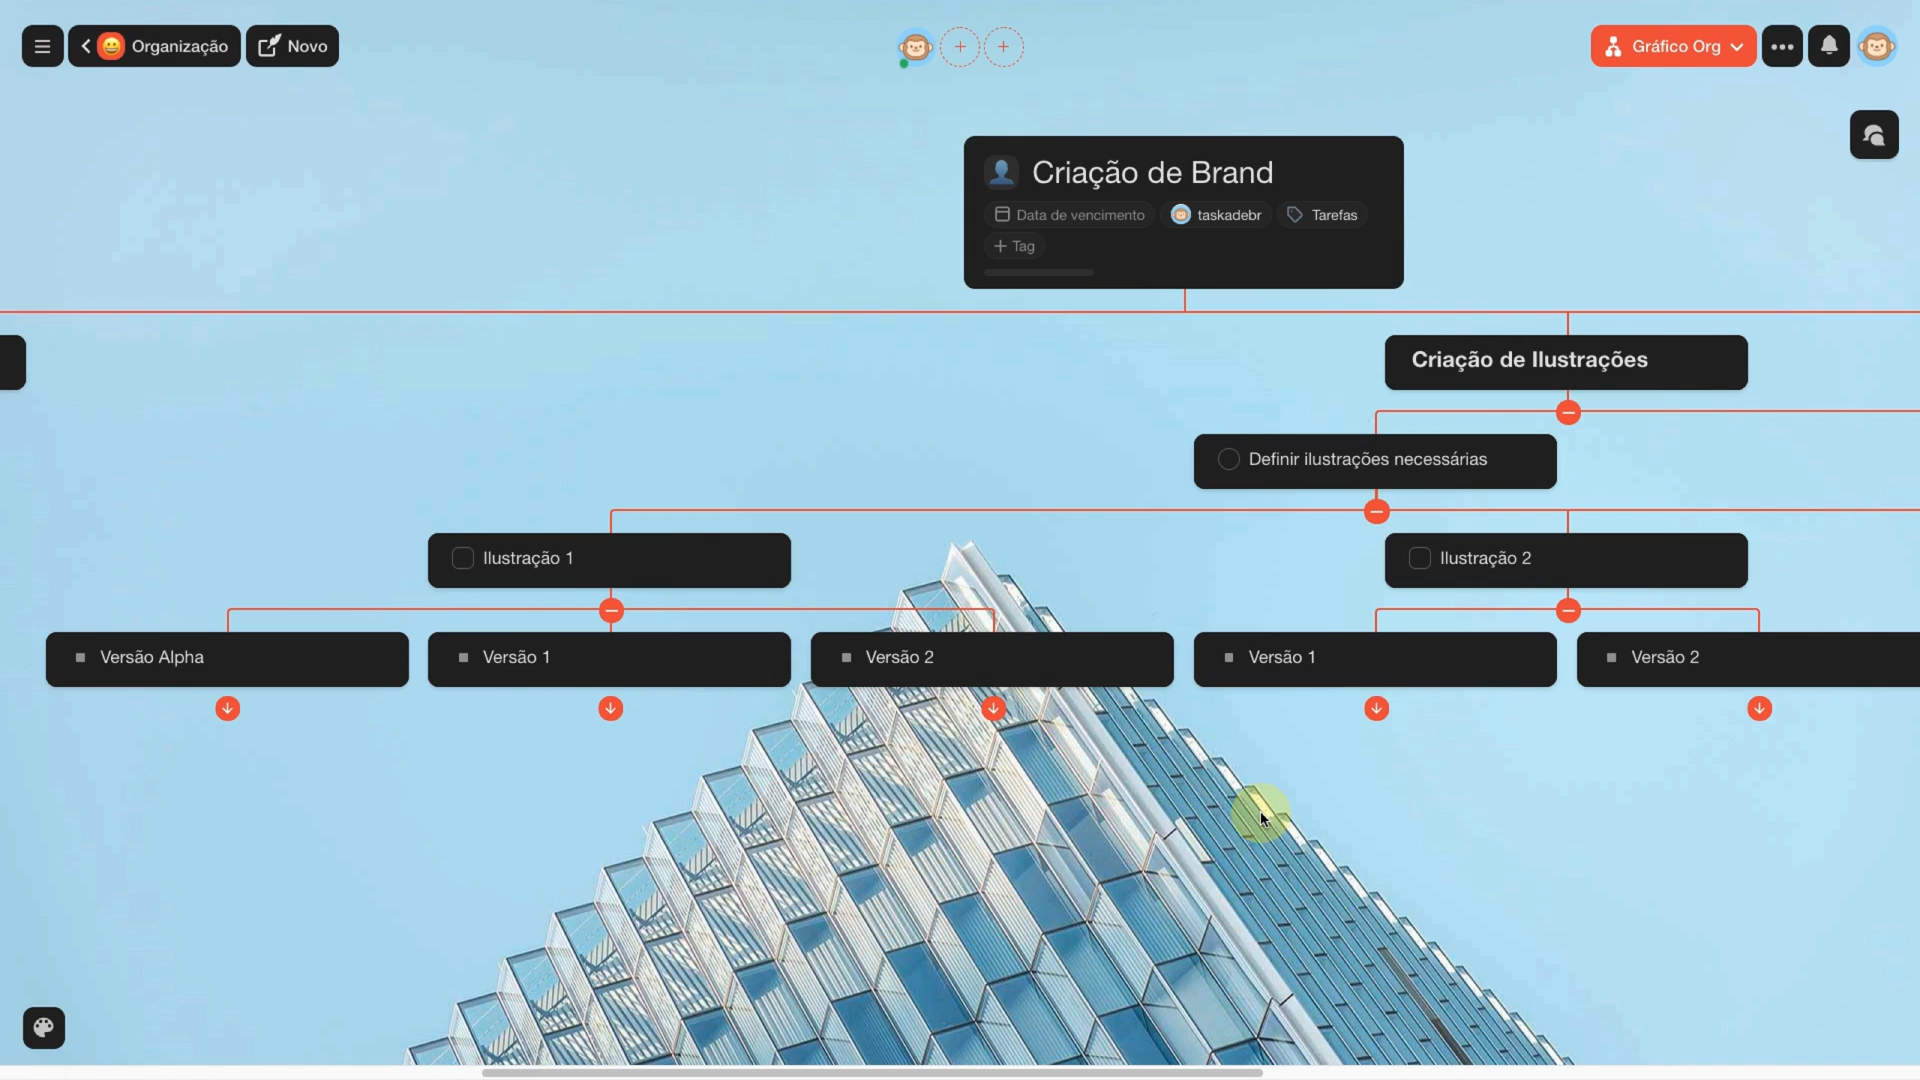 Organização
Novo
Gráfico Org
Criação de Brand
Data de vencimento
taskadebr
Tarefas
+ Tag
Criação de Ilustrações
Definir ilustrações necessárias
Ilustração 1
Ilustração 2
Versão Alpha
Versão 1
Versão 2
Versão 1
Versão 2